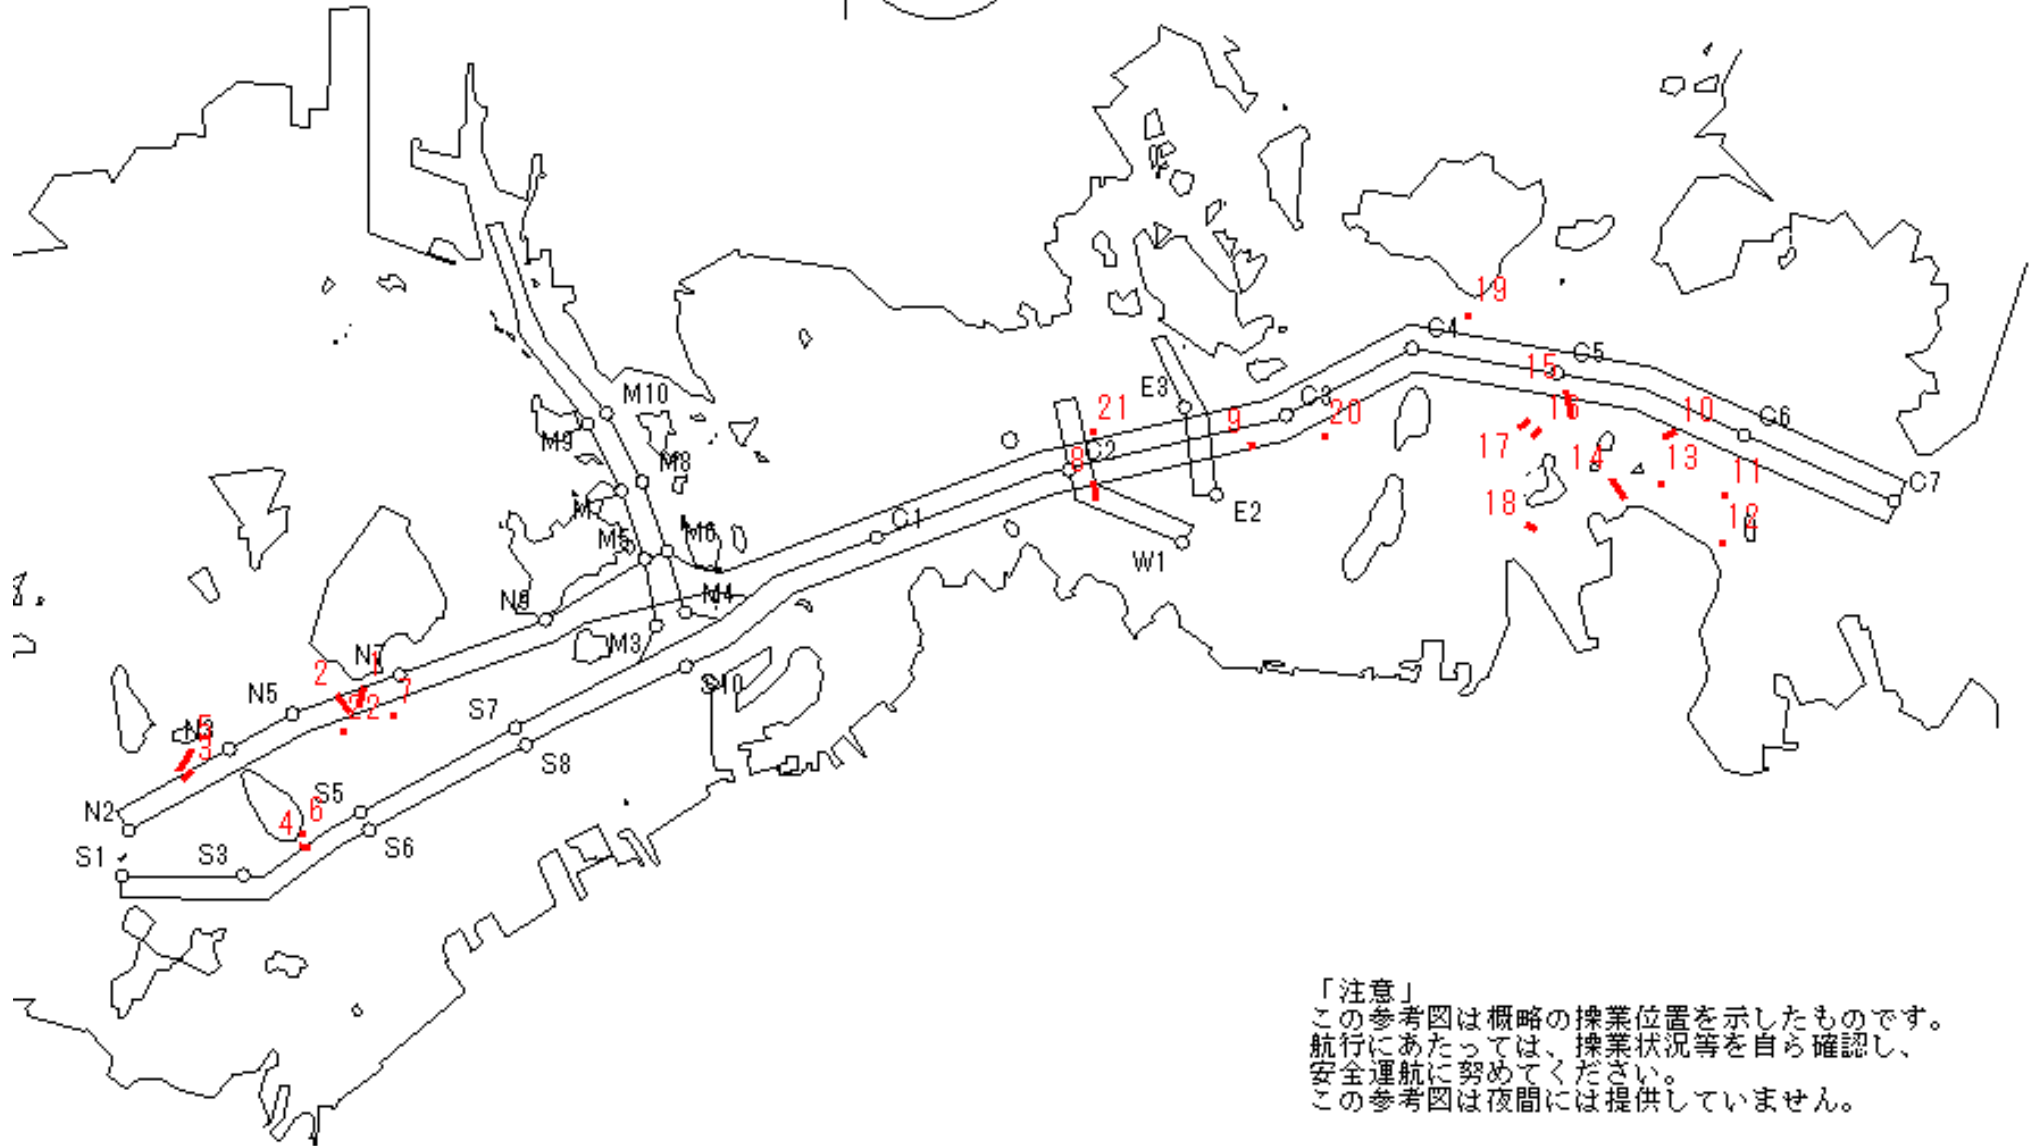 19
C4
15
C5
M10
E3
C3
21
9
20
16
10
C6
M9
M8
8
C2
17
14
13
11
C7
M7
18
E2
12
M5
M6
C1
W1
N9
M4
M3
N7
1
2
S10
N5
22
7
S7
N3
5
3
S8
N2
S5
4
6
S1
S3
S6
「注意」
この参考図は概略の操業位置を示したものです。
航行にあたっては、操業状況等を自ら確認し、
安全運航に努めてください。
この参考図は夜間には提供していません。